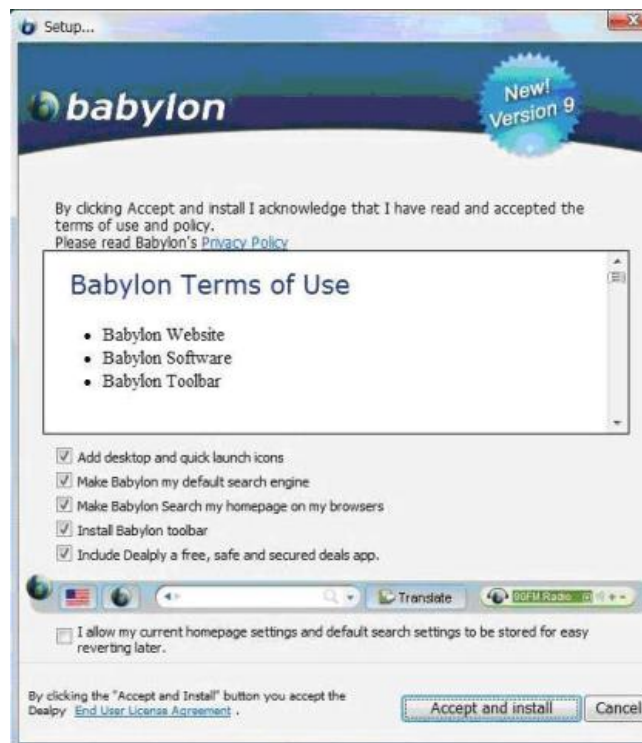 Setup...
babylon
New!
Version 9
By clicking Accept and install I acknowledge that I have read and accepted the
terms of use and policy.
Please read Babylon's Privacy Policy
Babylon Terms of Use
• Babylon Website
• Babylon Software
• Babylon Toolbar
Add desktop and quick launch icons
Make Babylon my default search engine
Make Babylon Search my homepage on my browsers
Install Babylon toolbar
Include Dealply a free, safe and secured deals app.
Translate
Radio
I allow my current homepage settings and default search settings to be stored for easy
reverting later.
By clicking the "Accept and Install" button you accept the
Dealpy End User License Agreement .
Accept and install
Cancel